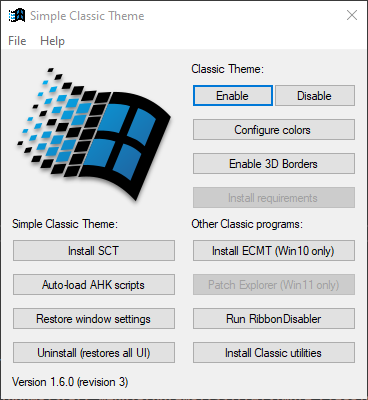 Simple Classic Theme
File Help
Classic Theme:
Enable Disable
Configure colors
Enable 3D Borders
Install requirements
Simple Classic Theme: Other Classic programs:
Install SCT Install ECMT (Win10 only)
Auto-load AHK scripts Patch Explorer (Win11 only)
Restore window settings Run RibbonDisabler
Uninstall (restores all UI) Install Classic utilities
Version 1.6.0 (revision 3)